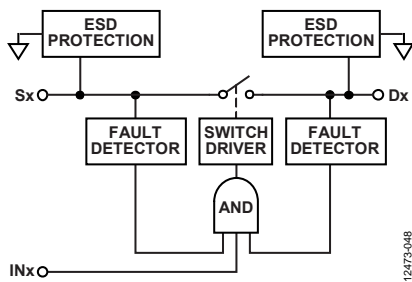 ESD
PROTECTION
ESD
PROTECTION
Sx
Dx
FAULT
DETECTOR
SWITCH
DRIVER
FAULT
DETECTOR
AND
INx
12473-048